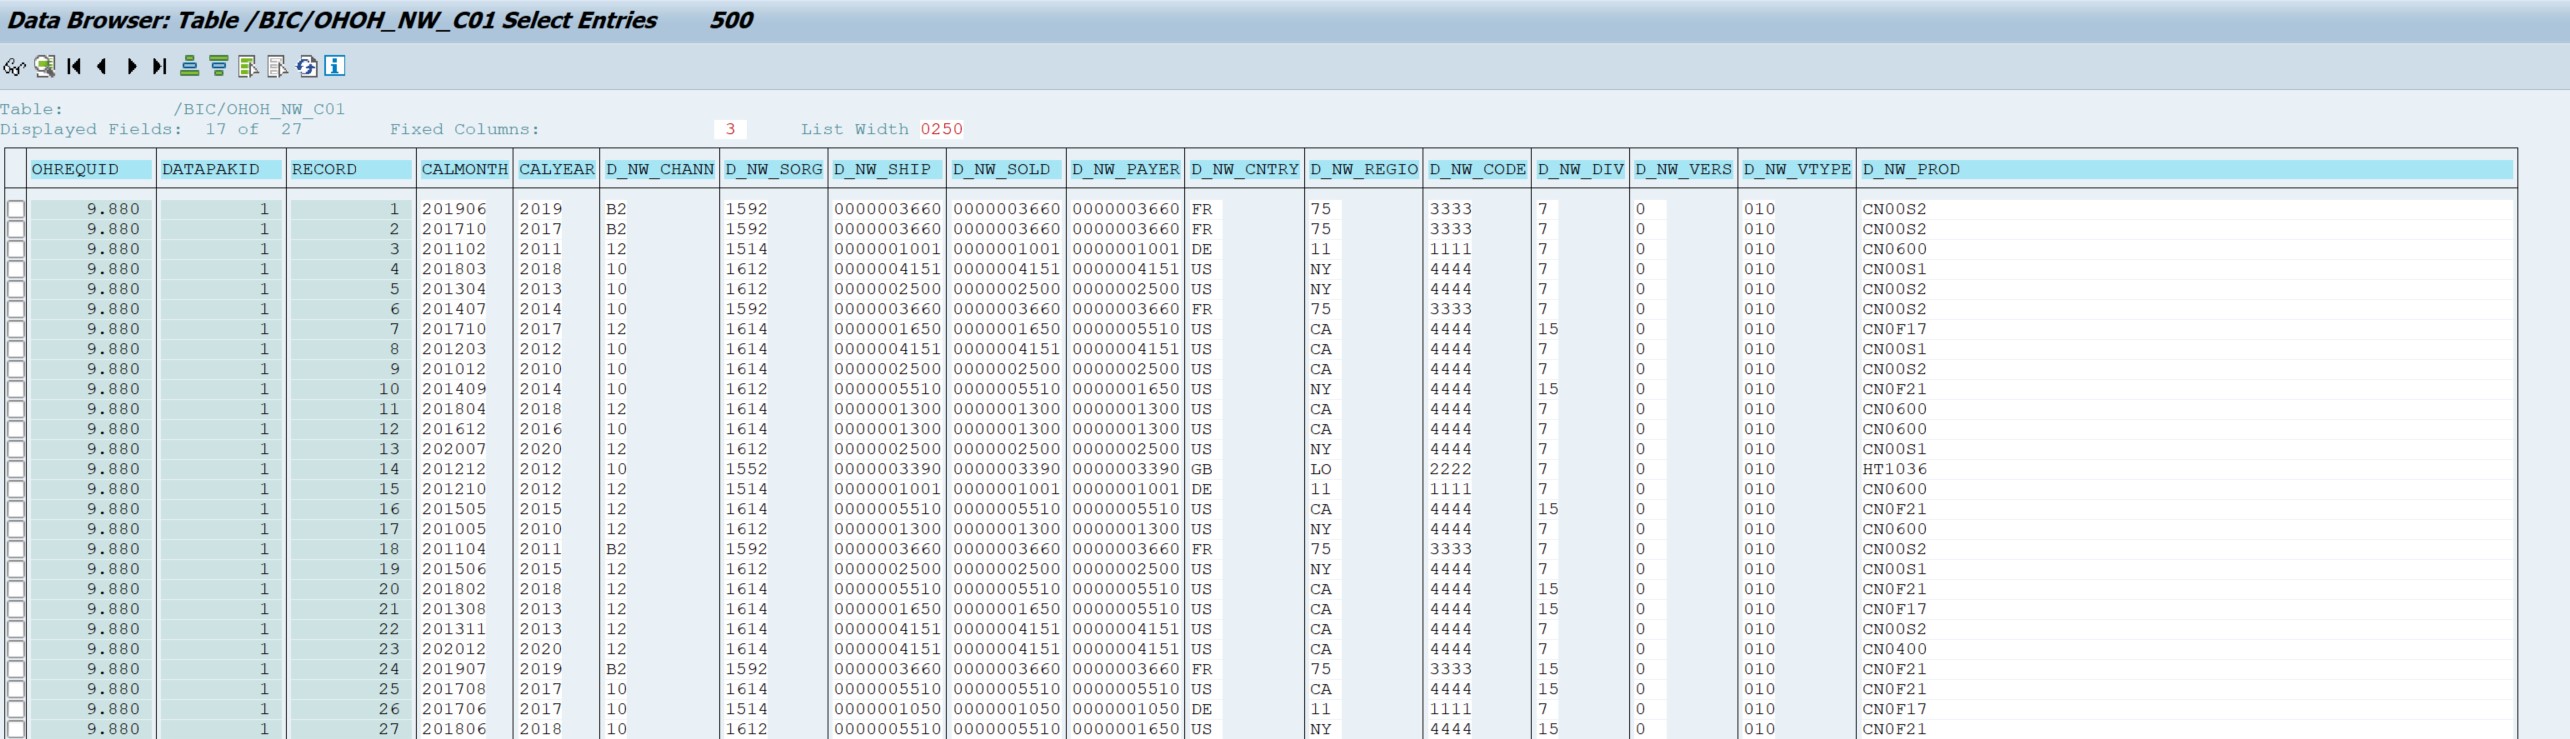 Data Browser: Table /BIC/OHOH_NW_C01 Select Entries 500
Table: /BIC/OHOH_NW_C01
Displayed Fields: 17 of 27 Fixed Columns: 3 List Width 0250
OHREQUID DATAPAKID RECORD CALMONTH CALYEAR D_NW_CHANN D_NW_SORG D_NW_SHIP D_NW_SOLD D_NW_PAYER D_NW_CNTRY D_NW_REGIO D_NW_CODE D_NW_DIV D_NW_VERS D_NW_VTYPE D_NW_PROD
9.880 1 1 201906 2019 B2 1592 0000003660 0000003660 0000003660 FR 75 3333 7 0 010 CN00S2
9.880 1 2 201710 2017 B2 1592 0000003660 0000003660 0000003660 FR 75 3333 7 0 010 CN00S2
9.880 1 3 201102 2011 12 1514 0000001001 0000001001 0000001001 DE 11 1111 7 0 010 CN0600
9.880 1 4 201803 2018 10 1612 0000004151 0000004151 0000004151 US NY 4444 7 0 010 CN00S1
9.880 1 5 201304 2013 10 1612 0000002500 0000002500 0000002500 US NY 4444 7 0 010 CN00S2
9.880 1 6 201407 2014 10 1592 0000003660 0000003660 0000003660 FR 75 3333 7 0 010 CN00S2
9.880 1 7 201710 2017 12 1614 0000001650 0000001650 0000005510 US CA 4444 15 0 010 CN0F17
9.880 1 8 201203 2012 10 1614 0000004151 0000004151 0000004151 US CA 4444 7 0 010 CN00S1
9.880 1 9 201012 2010 10 1614 0000002500 0000002500 0000002500 US CA 4444 7 0 010 CN00S2
9.880 1 10 201409 2014 10 1612 0000005510 0000005510 0000001650 US NY 4444 15 0 010 CN0F21
9.880 1 11 201804 2018 12 1614 0000001300 0000001300 0000001300 US CA 4444 7 0 010 CN0600
9.880 1 12 201612 2016 10 1614 0000001300 0000001300 0000001300 US CA 4444 7 0 010 CN0600
9.880 1 13 202007 2020 12 1612 0000002500 0000002500 0000002500 US NY 4444 7 0 010 CN00S1
9.880 1 14 201212 2012 10 1552 0000003390 0000003390 0000003390 GB LO 2222 7 0 010 HT1036
9.880 1 15 201210 2012 12 1514 0000001001 0000001001 0000001001 DE 11 1111 7 0 010 CN0600
9.880 1 16 201505 2015 12 1614 0000005510 0000005510 0000005510 US CA 4444 15 0 010 CN0F21
9.880 1 17 201005 2010 12 1612 0000001300 0000001300 0000001300 US NY 4444 7 0 010 CN0600
9.880 1 18 201104 2011 B2 1592 0000003660 0000003660 0000003660 FR 75 3333 7 0 010 CN00S2
9.880 1 19 201506 2015 12 1612 0000002500 0000002500 0000002500 US NY 4444 7 0 010 CN00S1
9.880 1 20 201802 2018 12 1614 0000005510 0000005510 0000005510 US CA 4444 15 0 010 CN0F21
9.880 1 21 201308 2013 12 1614 0000001650 0000001650 0000005510 US CA 4444 15 0 010 CN0F17
9.880 1 22 201311 2013 12 1614 0000004151 0000004151 0000004151 US CA 4444 7 0 010 CN00S2
9.880 1 23 202012 2020 12 1614 0000004151 0000004151 0000004151 US CA 4444 7 0 010 CN0400
9.880 1 24 201907 2019 B2 1592 0000003660 0000003660 0000003660 FR 75 3333 15 0 010 CN0F21
9.880 1 25 201708 2017 10 1614 0000005510 0000005510 0000005510 US CA 4444 15 0 010 CN0F21
9.880 1 26 201706 2017 10 1514 0000001050 0000001050 0000001050 DE 11 1111 7 0 010 CN0F17
9.880 1 27 201806 2018 10 1612 0000005510 0000005510 0000001650 US NY 4444 15 0 010 CN0F21